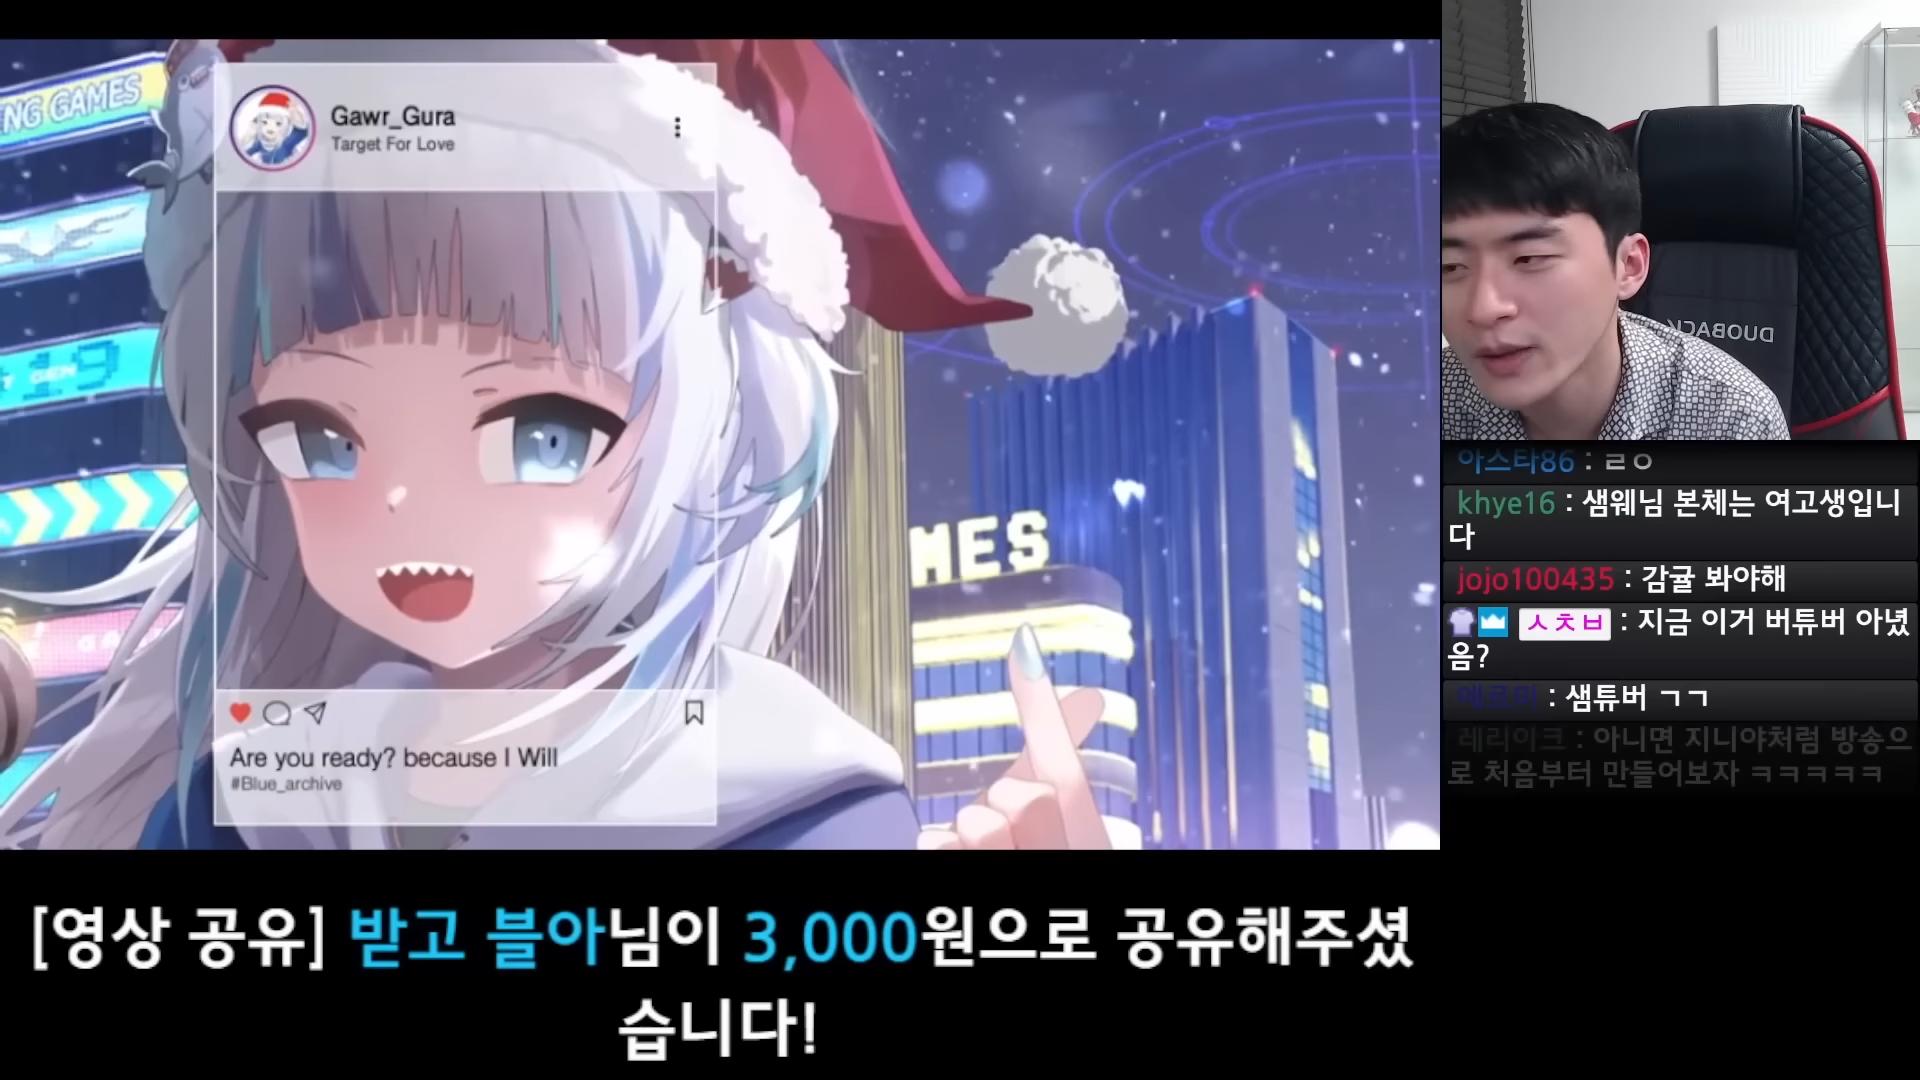 NG GAMES
Gawr_Gura
Target For Love
MES
Are you ready? because I Will
#Blue_archive
DUOBACK
아스타86 : ㄹㅇ
khye16 : 샘웨님 본체는 여고생입니
다
jojo100435 : 감귤 봐야해
ㅅㅊㅂ : 지금 이거 버튜버 아녔
음?
에르미 : 샘튜버 ㄱㄱ
레리이크 : 아니면 지니야처럼 방송으
로 처음부터 만들어보자 ㅋㅋㅋㅋㅋ
[영상 공유] 받고 블아님이 3,000원으로 공유해주셨
습니다!